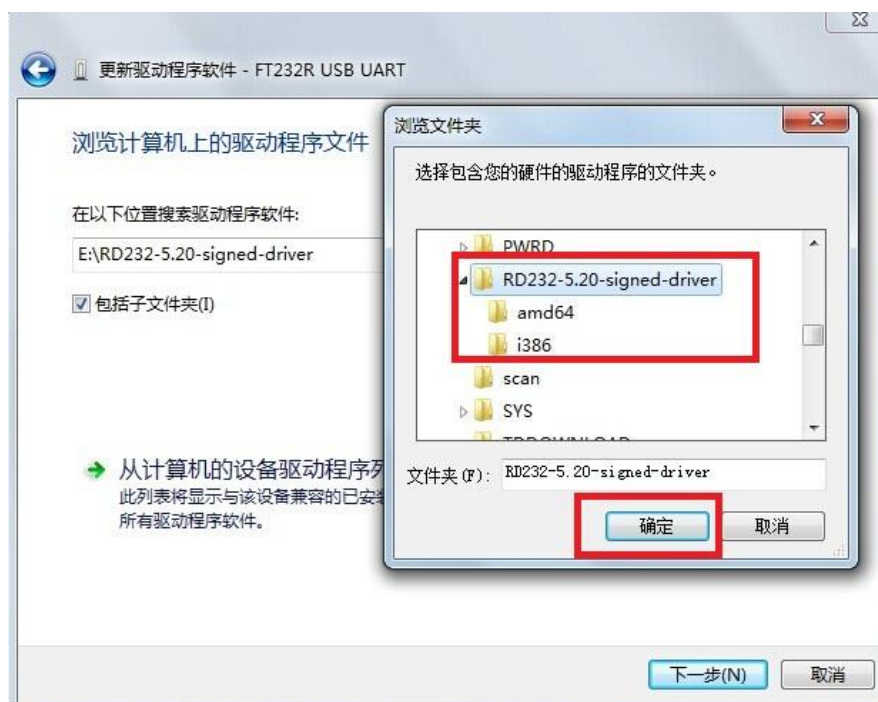 更新驱动程序软件 - FT232R USB UART
浏览计算机上的驱动程序文件
在以下位置搜索驱动程序软件:
E:\RD232-5.20-signed-driver
包括子文件夹(I)
从计算机的设备驱动程序
此列表将显示与该设备兼容的已安
所有驱动程序软件。
浏览文件夹
选择包含您的硬件的驱动程序的文件夹。
PWRD
RD232-5.20-signed-driver
amd64
i386
scan
SYS
文件夹(F):
RD232-5.20-signed-driver
确定
取消
下一步(N)
取消